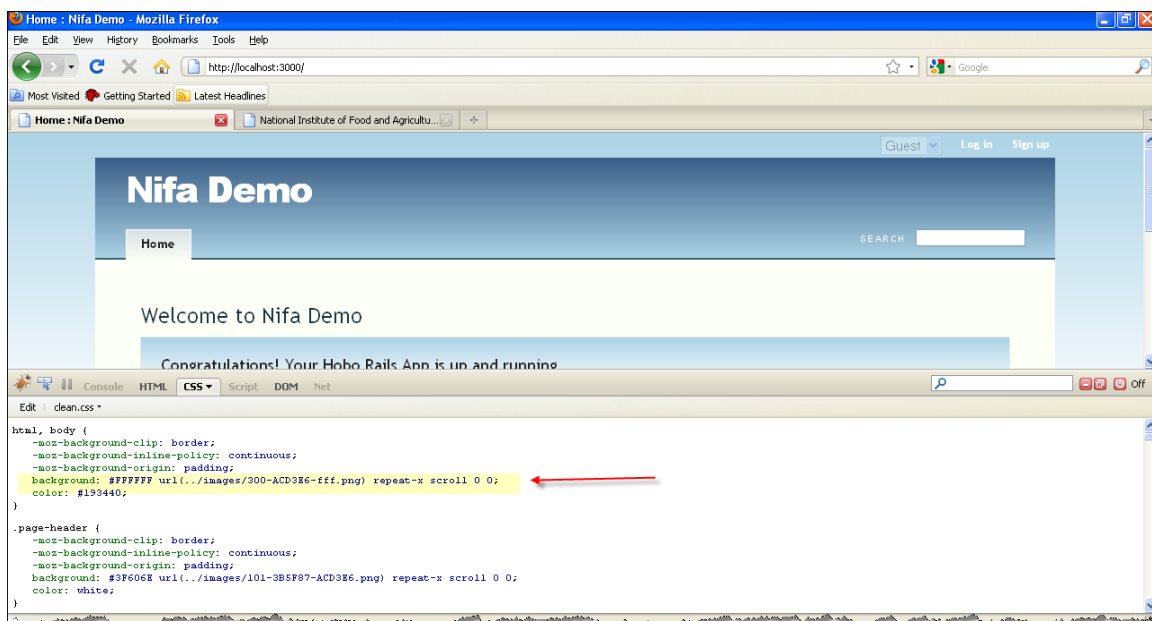 Home : Nifa Demo - Mozilla Firefox
File Edit View History Bookmarks Tools Help
http://localhost:3000/ Google
Most Visited Getting Started Latest Headlines
Home : Nifa Demo National Institute of Food and Agricultu...
Guest Log in Sign up
Nifa Demo
Home SEARCH
Welcome to Nifa Demo
Congratulations! Your Hobo Rails App is up and running
Console HTML CSS Script DOM Net Off
Edit clean.css
html, body {
-moz-background-clip: border;
-moz-background-inline-policy: continuous;
-moz-background-origin: padding;
background: #FFFFFF url(../images/300-ACD3E6-fff.png) repeat-x scroll 0 0;
color: #193440;
}
.page-header {
-moz-background-clip: border;
-moz-background-inline-policy: continuous;
-moz-background-origin: padding;
background: #3F606E url(../images/101-3B5F87-ACD3E6.png) repeat-x scroll 0 0;
color: white;
}